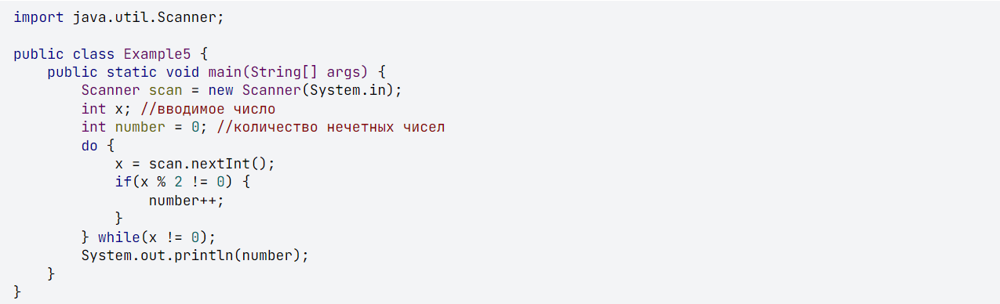 import java.util.Scanner;

public class Example5 {
    public static void main(String[] args) {
        Scanner scan = new Scanner(System.in);
        int x; //вводимое число
        int number = 0; //количество нечетных чисел
        do {
            x = scan.nextInt();
            if(x % 2 != 0) {
                number++;
            }
        } while(x != 0);
        System.out.println(number);
    }
}